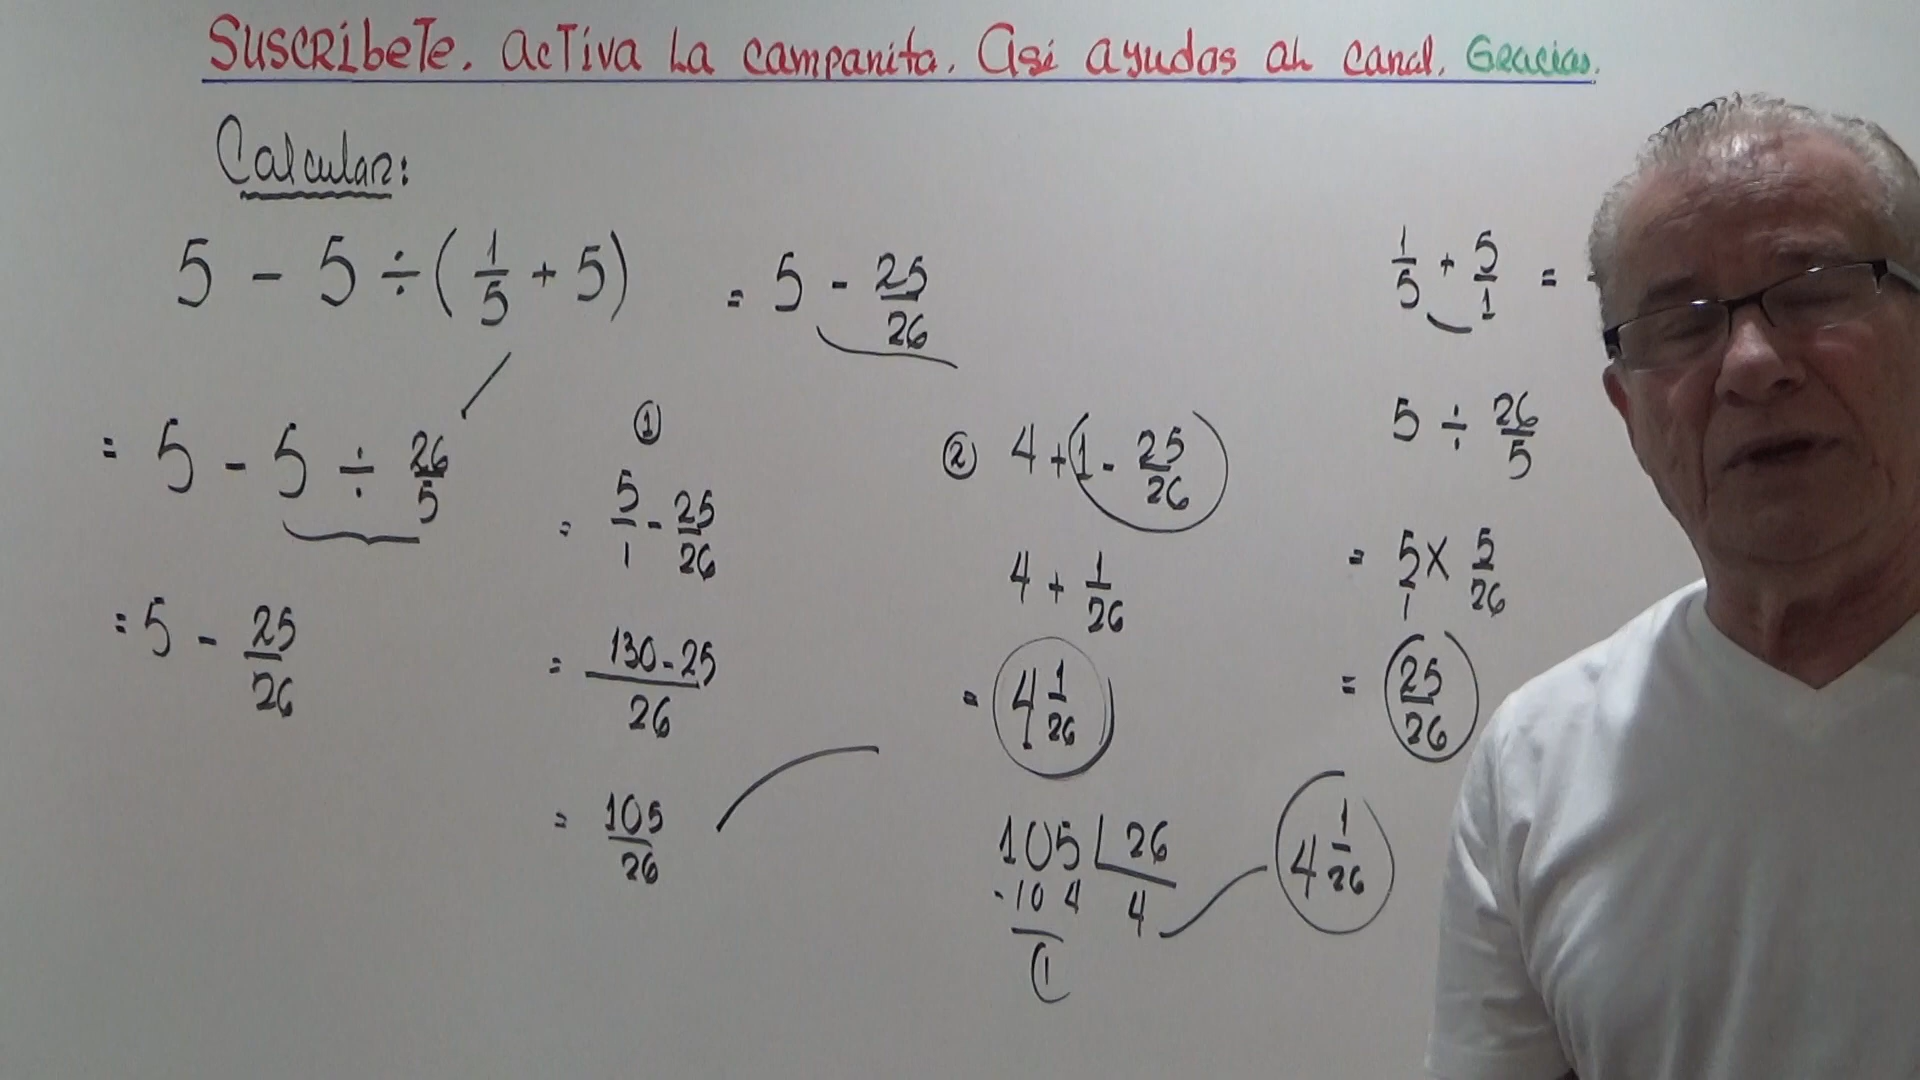 Suscribete. Activa la campanita. Asi ayudas al canal. Gracias.
Calcular:
5 - 5 ÷ (1/5 + 5)
= 5 - 5 ÷ 26/5
= 5 - 25/26
= 5 - 25/26
①
= 5/1 - 25/26
= 130-25/26
= 105/26
② 4 + (1 - 25/26)
4 + 1/26
= 4 1/26
105 | 26
-104 4
1
4 1/26
1/5 + 5/1 =
5 ÷ 26/5
= 5/1 x 5/26
= 25/26